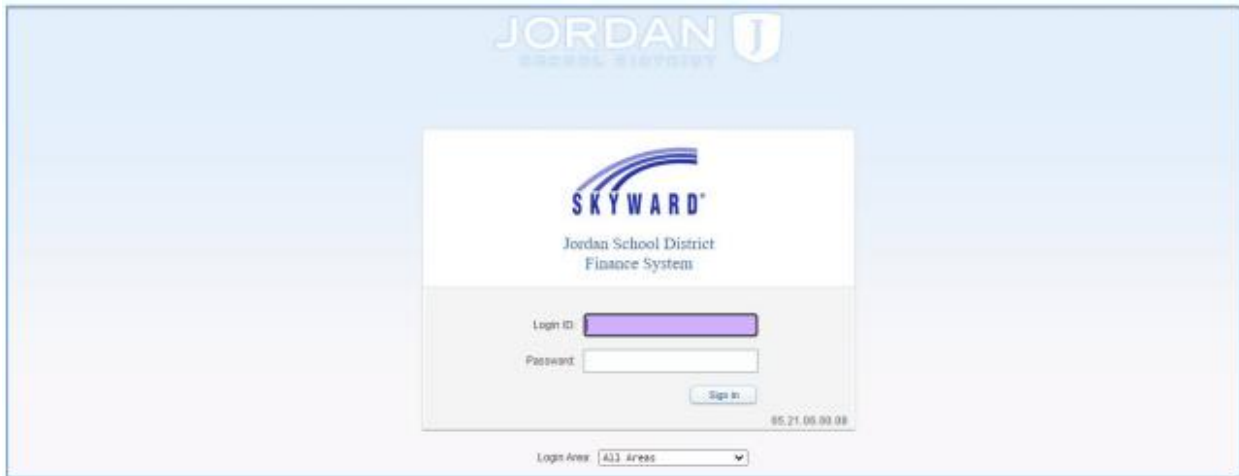 JORDAN J
SCHOOL DISTRICT
SKYWARD®
Jordan School District
Finance System
Login ID:
Password:
Sign In
05.21.06.00.08
Login Area: All Areas